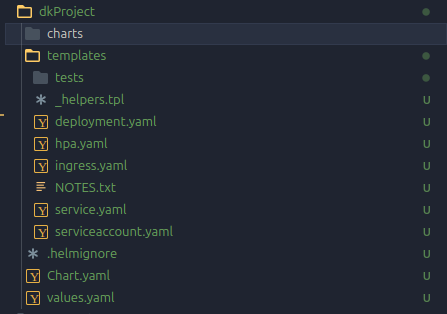 dkProject
charts
templates
tests
_helpers.tpl U
deployment.yaml U
hpa.yaml U
ingress.yaml U
NOTES.txt U
service.yaml U
serviceaccount.yaml U
.helmignore U
Chart.yaml U
values.yaml U